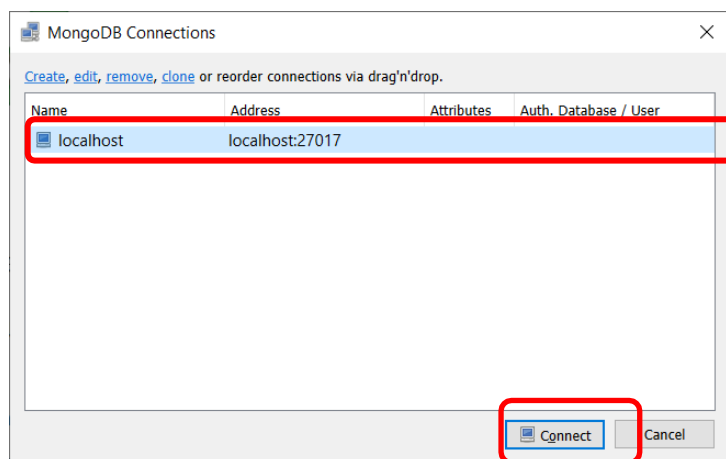 MongoDB Connections
Create, edit, remove, clone or reorder connections via drag'n'drop.
Name Address Attributes Auth. Database / User
localhost localhost:27017
Connect Cancel